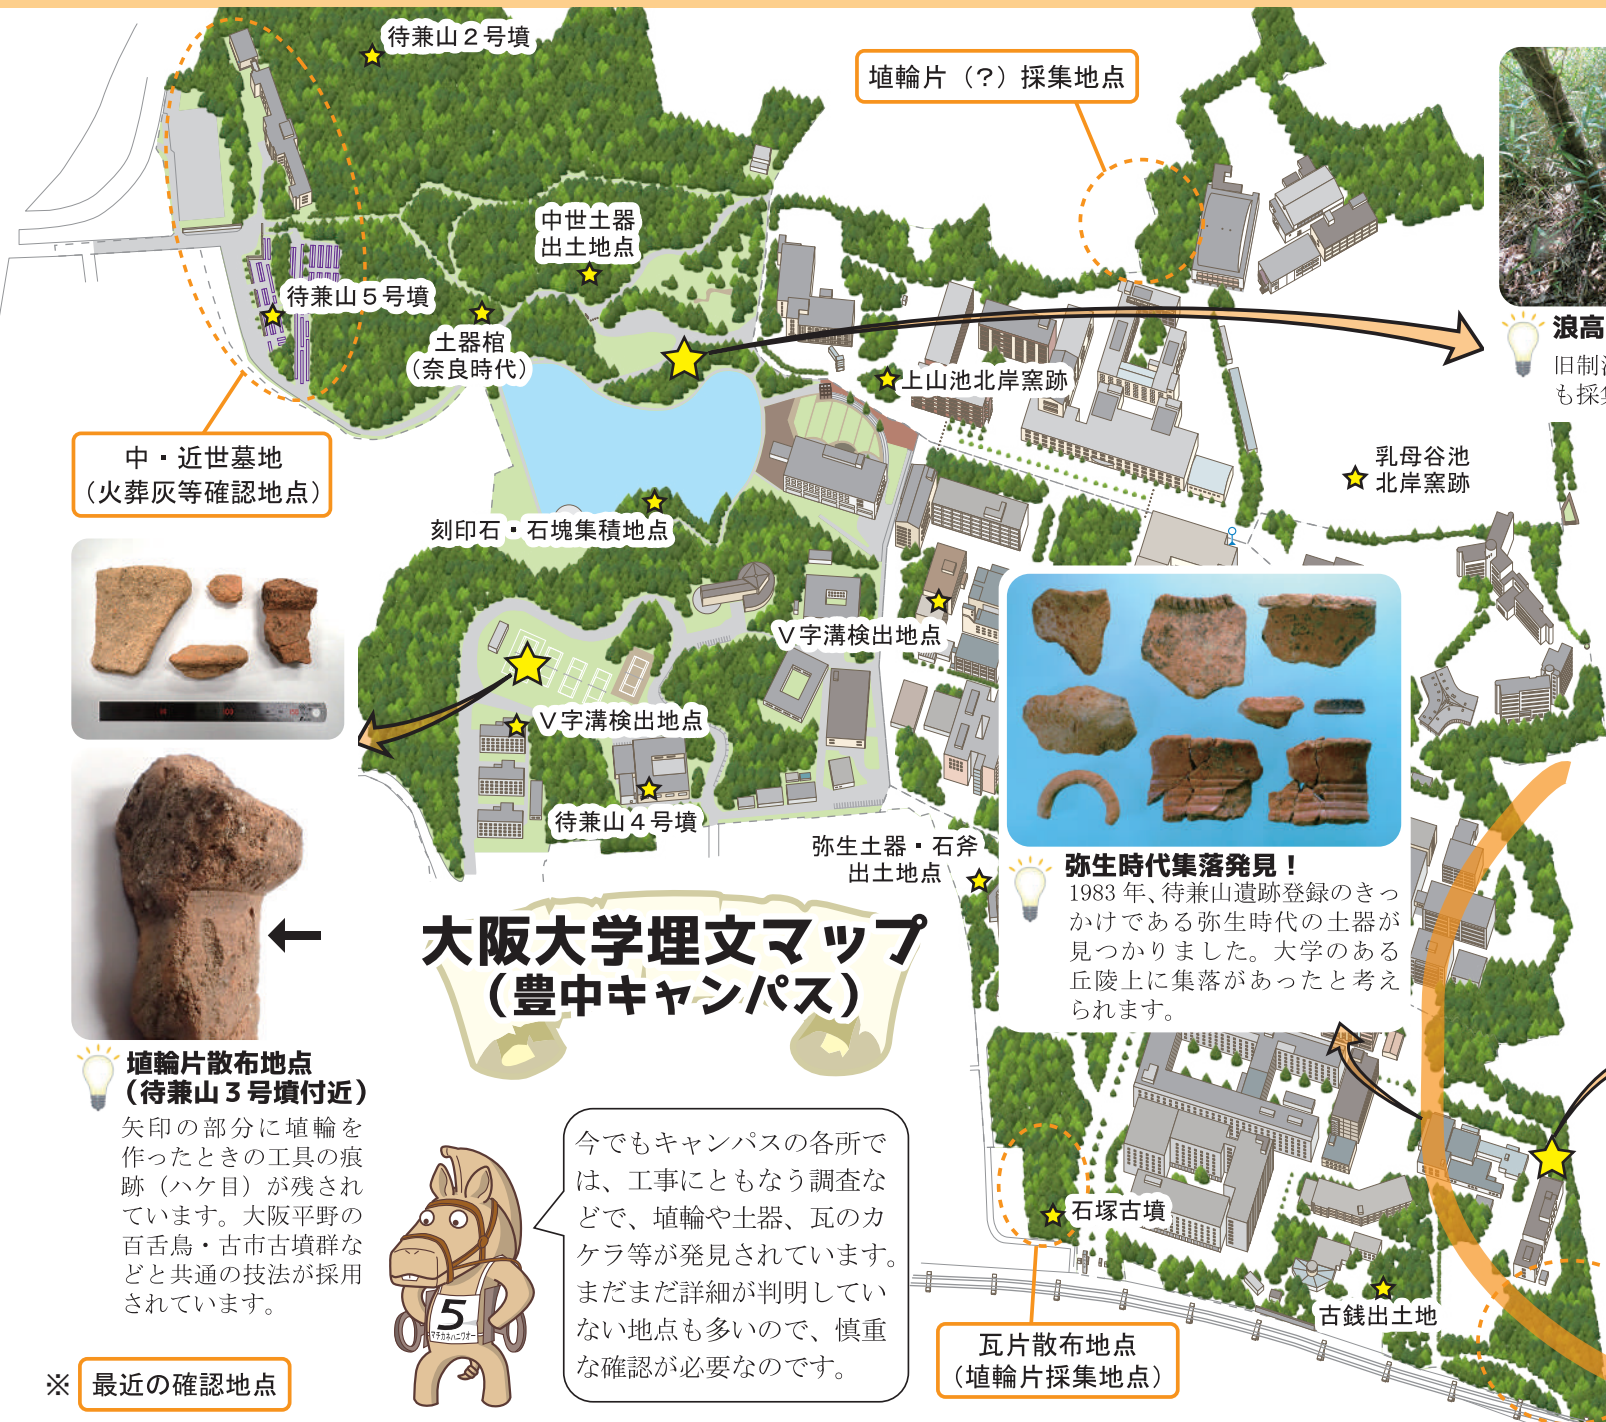 待兼山２号墳
埴輪片（？）採集地点
中世土器
出土地点
待兼山５号墳
土器棺
（奈良時代）
上山池北岸窯跡
浪高
旧制
も採集
中・近世墓地
（火葬灰等確認地点）
乳母谷池
北岸窯跡
刻印石・石塊集積地点
Ｖ字溝検出地点
Ｖ字溝検出地点
待兼山４号墳
弥生土器・石斧
出土地点
弥生時代集落発見！
1983 年、待兼山遺跡登録のきっ
かけである弥生時代の土器が
見つかりました。大学のある
丘陵上に集落があったと考え
られます。
大阪大学埋文マップ
（豊中キャンパス）
埴輪片散布地点
（待兼山３号墳付近）
矢印の部分に埴輪を
作ったときの工具の痕
跡（ハケ目）が残され
ています。大阪平野の
百舌鳥・古市古墳群な
どと共通の技法が採用
されています。
今でもキャンパスの各所で
は、工事にともなう調査な
どで、埴輪や土器、瓦のカ
ケラ等が発見されています。
まだまだ詳細が判明してい
ない地点も多いので、慎重
な確認が必要なのです。
5
マチカネハニワオー
石塚古墳
古銭出土地
瓦片散布地点
（埴輪片採集地点）
※ 最近の確認地点